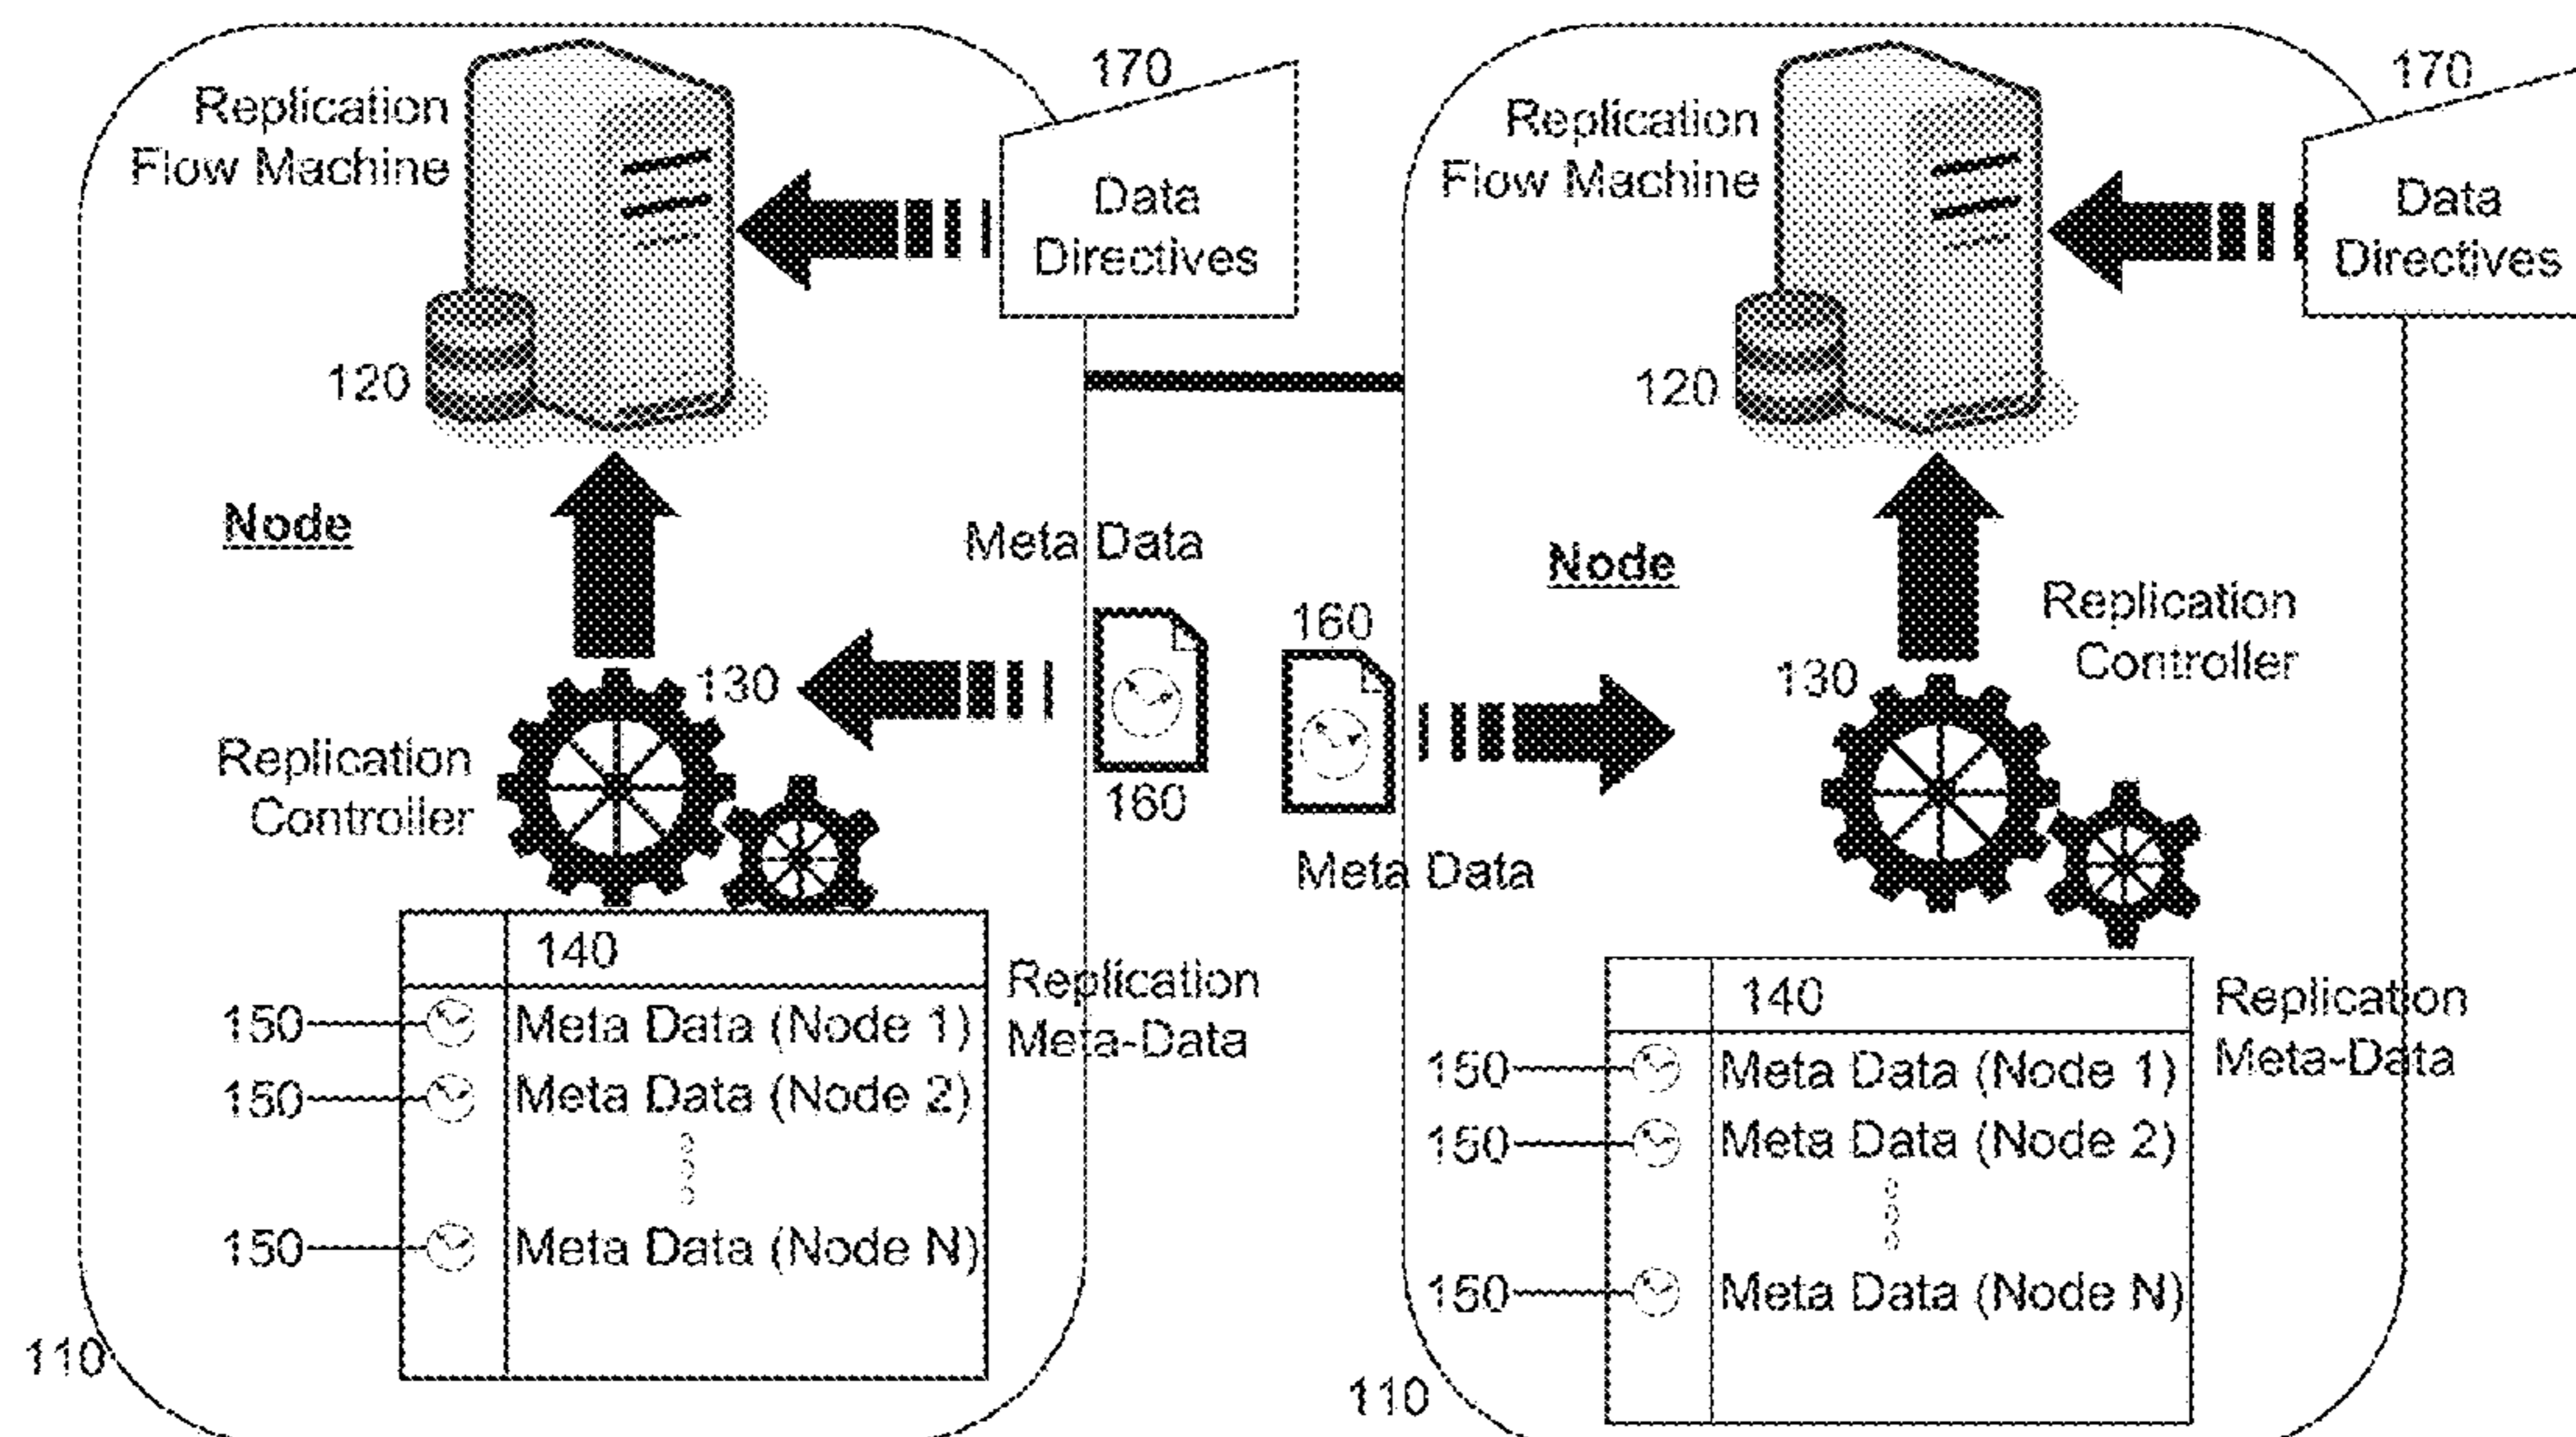 170
Replication
Flow Machine
Data
Directives
120
Node
Meta Data
130
160
Replication
Controller
140
Replication
Meta-Data
150
Meta Data (Node 1)
150
Meta Data (Node 2)
150
Meta Data (Node N)
110
170
Replication
Flow Machine
Data
Directives
120
Node
Replication
Controller
160
130
Meta Data
140
Replication
Meta-Data
150
Meta Data (Node 1)
150
Meta Data (Node 2)
150
Meta Data (Node N)
110